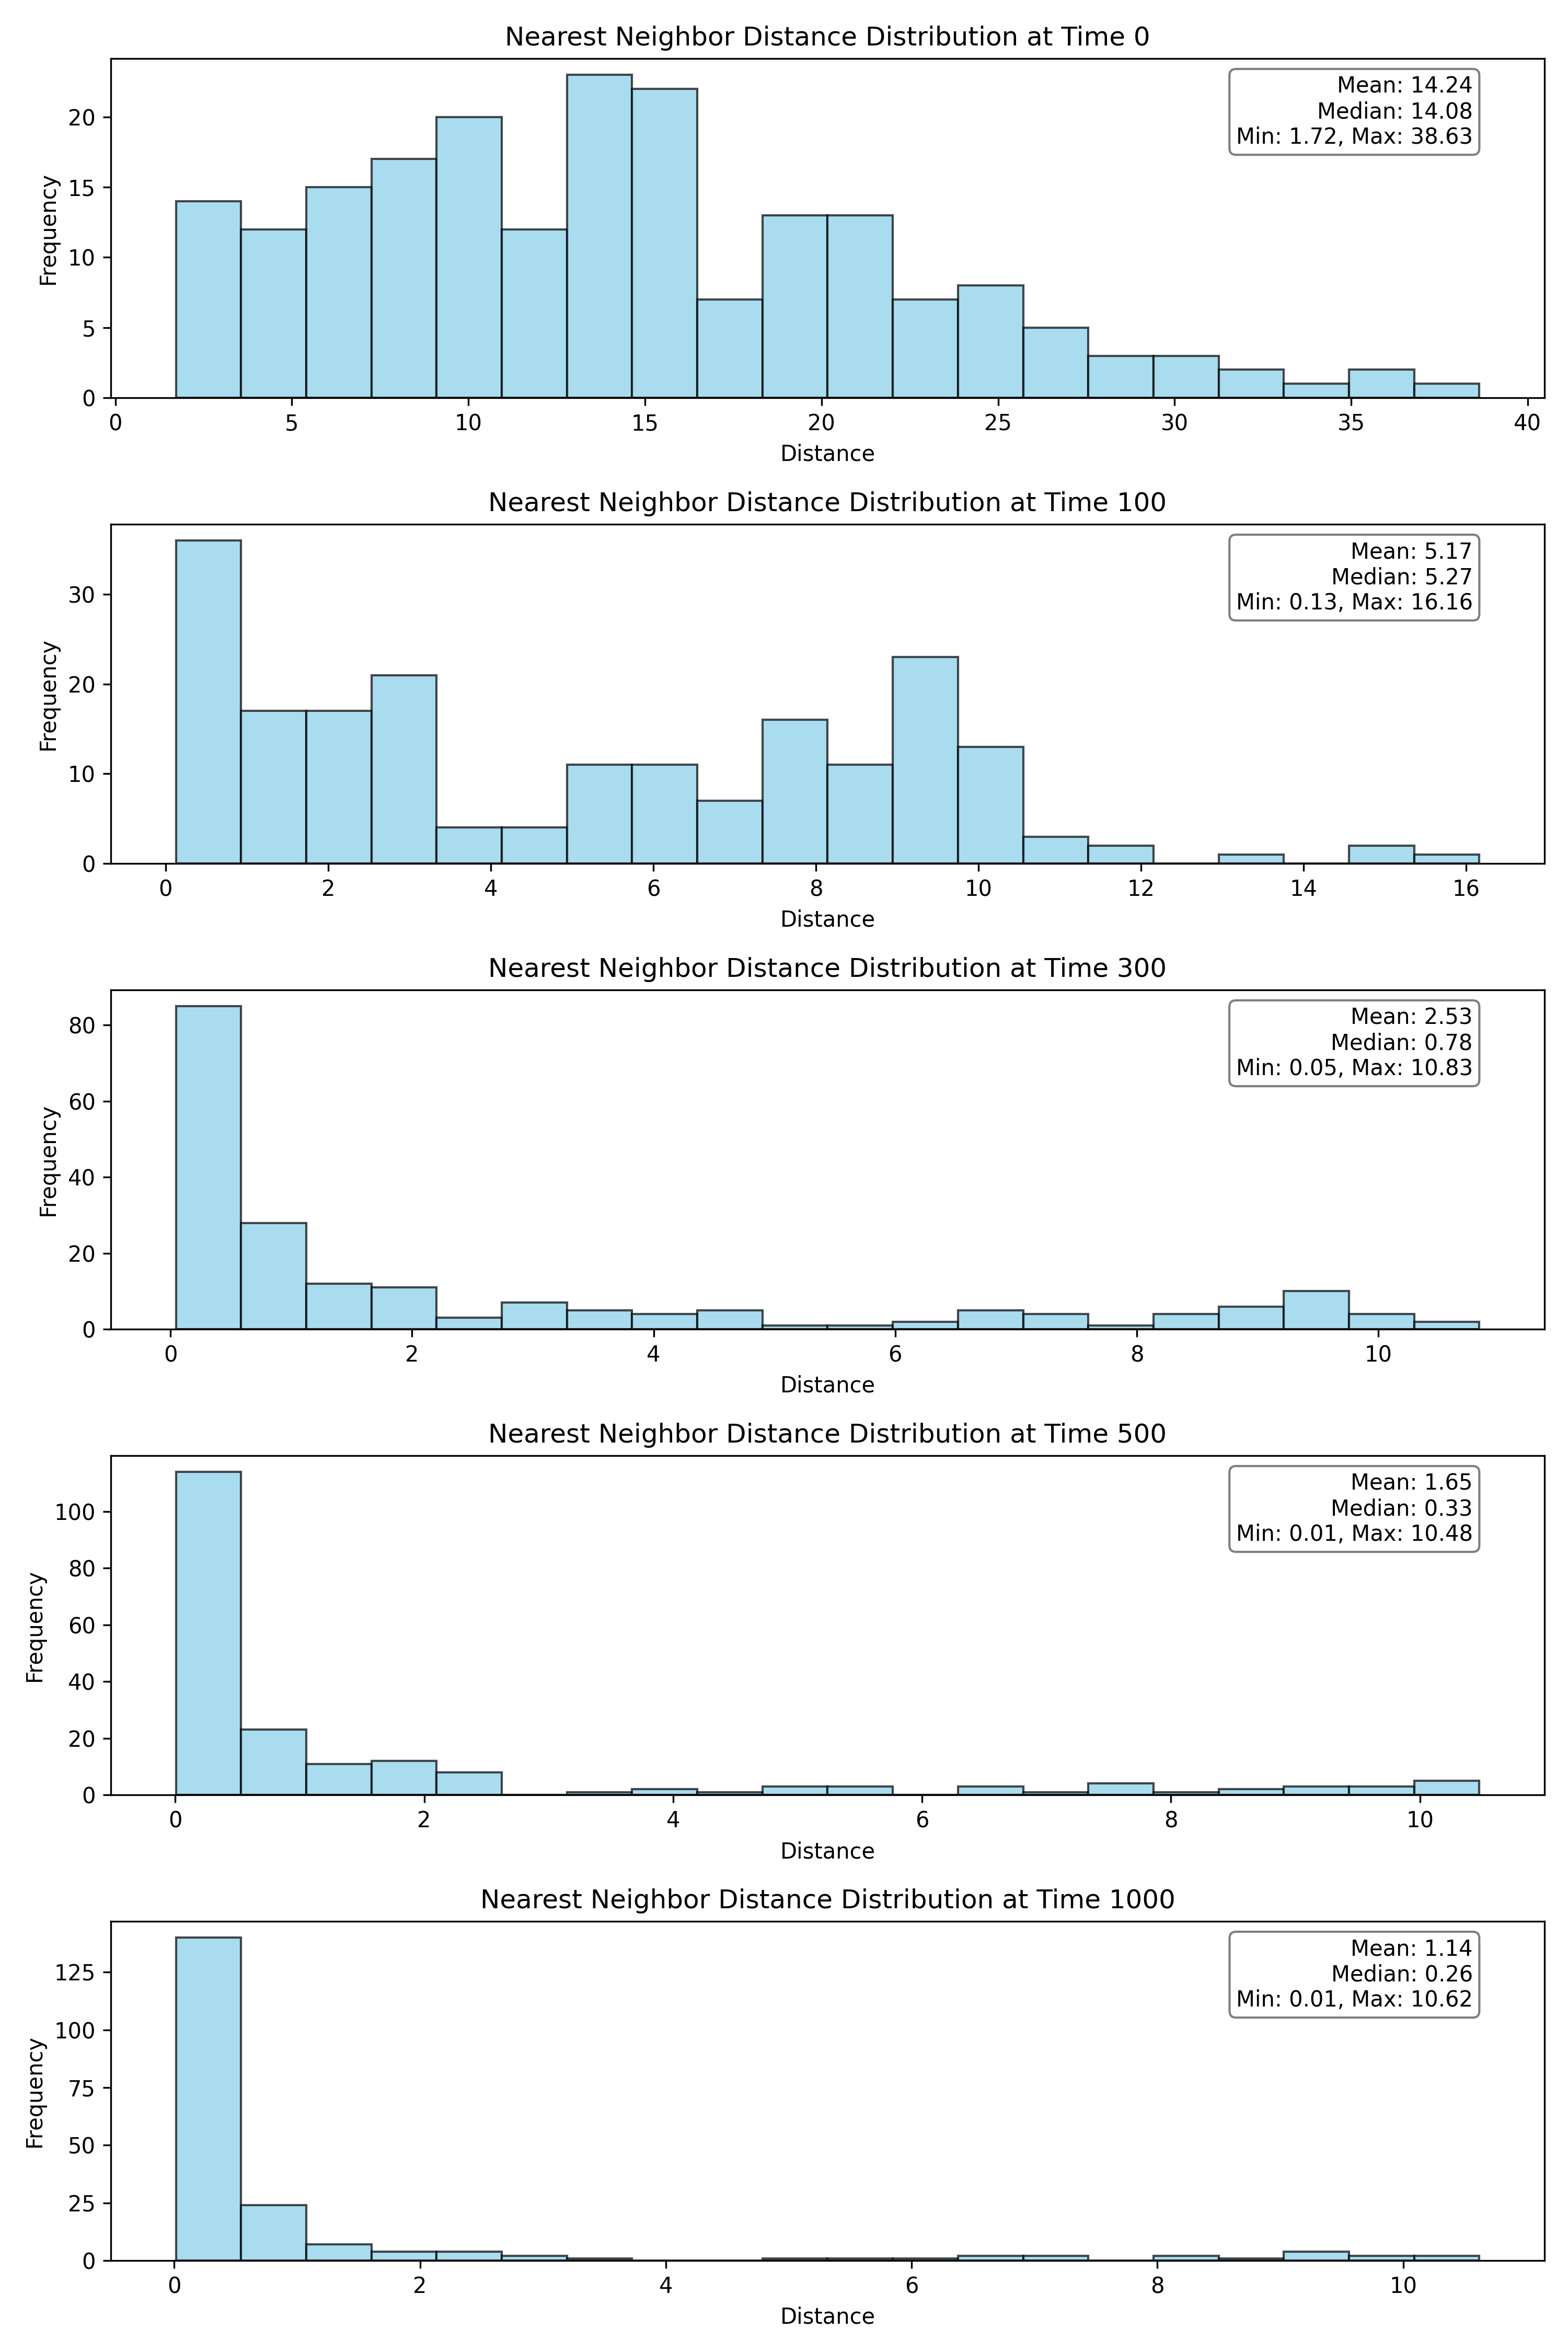 Nearest Neighbor Distance Distribution at Time 0
Mean: 14.24
Median: 14.08
Min: 1.72, Max: 38.63
Frequency
20
15
10
5
0
0 5 10 15 20 25 30 35 40
Distance
Nearest Neighbor Distance Distribution at Time 100
Mean: 5.17
Median: 5.27
Min: 0.13, Max: 16.16
Frequency
30
20
10
0
0 2 4 6 8 10 12 14 16
Distance
Nearest Neighbor Distance Distribution at Time 300
Mean: 2.53
Median: 0.78
Min: 0.05, Max: 10.83
Frequency
80
60
40
20
0
0 2 4 6 8 10
Distance
Nearest Neighbor Distance Distribution at Time 500
Mean: 1.65
Median: 0.33
Min: 0.01, Max: 10.48
Frequency
100
80
60
40
20
0
0 2 4 6 8 10
Distance
Nearest Neighbor Distance Distribution at Time 1000
Mean: 1.14
Median: 0.26
Min: 0.01, Max: 10.62
Frequency
125
100
75
50
25
0
0 2 4 6 8 10
Distance